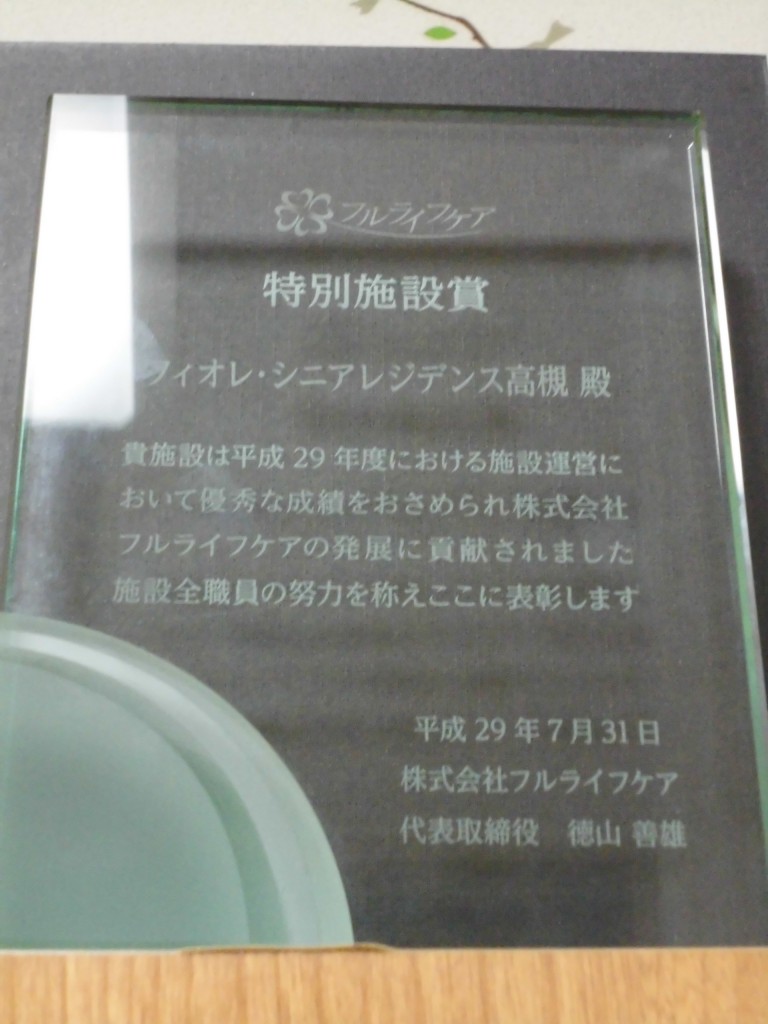 フルライフケア
特別施設賞
フィオレ・シニアレジデンス高槻 殿
貴施設は平成 29 年度における施設運営に
おいて優秀な成績をおさめられ株式会社
フルライフケアの発展に貢献されました
施設全職員の努力を称えここに表彰します
平成 29 年 7 月 31 日
株式会社フルライフケア
代表取締役 徳山 善雄